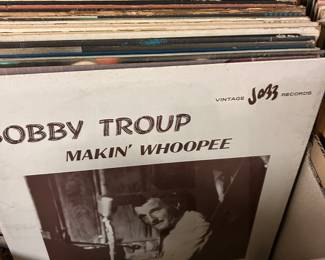 VINTAGE Jazz RECORDS
BOBBY TROUP
MAKIN' WHOOPEE